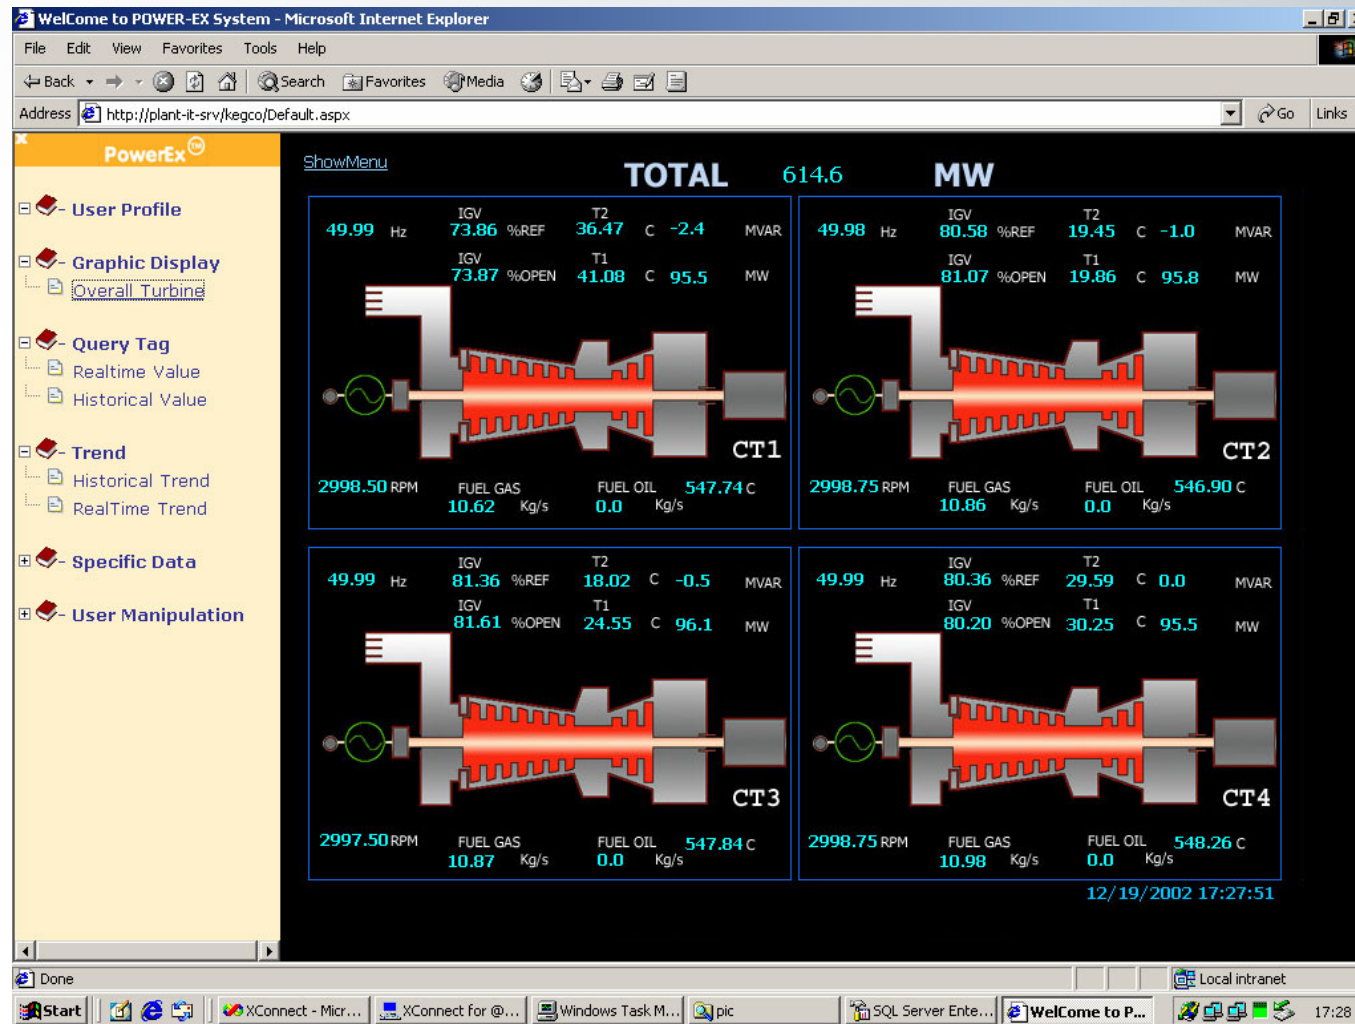 WelCome to POWER-EX System - Microsoft Internet Explorer
File Edit View Favorites Tools Help
Back Search Favorites Media
Address http://plant-it-srv/kegco/Default.aspx Go Links
PowerEx TM
- User Profile
- Graphic Display
Overall Turbine
- Query Tag
Realtime Value
Historical Value
- Trend
Historical Trend
RealTime Trend
- Specific Data
- User Manipulation
ShowMenu
TOTAL 614.6 MW
IGV T2
49.99 Hz 73.86 %REF 36.47 C -2.4 MVAR
IGV T1
73.87 %OPEN 41.08 C 95.5 MW
CT1
2998.50 RPM FUEL GAS FUEL OIL 547.74 C
10.62 Kg/s 0.0 Kg/s
IGV T2
49.98 Hz 80.58 %REF 19.45 C -1.0 MVAR
IGV T1
81.07 %OPEN 19.86 C 95.8 MW
CT2
2998.75 RPM FUEL GAS FUEL OIL 546.90 C
10.86 Kg/s 0.0 Kg/s
IGV T2
49.99 Hz 81.36 %REF 18.02 C -0.5 MVAR
IGV T1
81.61 %OPEN 24.55 C 96.1 MW
CT3
2997.50 RPM FUEL GAS FUEL OIL 547.84 C
10.87 Kg/s 0.0 Kg/s
IGV T2
49.99 Hz 80.36 %REF 29.59 C 0.0 MVAR
IGV T1
80.20 %OPEN 30.25 C 95.5 MW
CT4
2998.75 RPM FUEL GAS FUEL OIL 548.26 C
10.98 Kg/s 0.0 Kg/s
12/19/2002 17:27:51
Done Local intranet
Start XConnect - Micr... XConnect for @... Windows Task M... pic SQL Server Ente... WelCome to P... 17:28